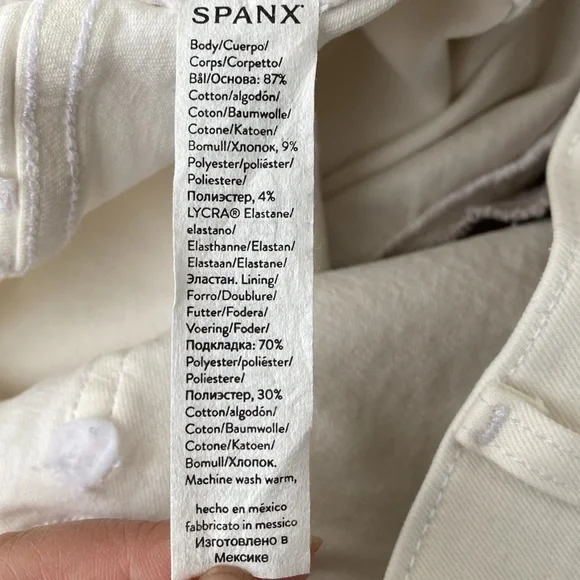 SPANX
Body/Cuerpo/
Corps/Corpetto/
Bål/Основа: 87%
Cotton/algodón/
Coton/Baumwolle/
Cotone/Katoen/
Bomull/Хлопок, 9%
Polyester/poliéster/
Poliestere/
Полиэстер, 4%
LYCRA® Elastane/
elastano/
Elasthanne/Elastan/
Elastaan/Elastane/
Эластан. Lining/
Forro/Doublure/
Futter/Fodera/
Voering/Foder/
Подкладка: 70%
Polyester/poliéster/
Poliestere/
Полиэстер, 30%
Cotton/algodón/
Coton/Baumwolle/
Cotone/Katoen/
Bomull/Хлопок.
Machine wash warm,
hecho en méxico
fabbricato in messico
Изготовлено в
Мексике